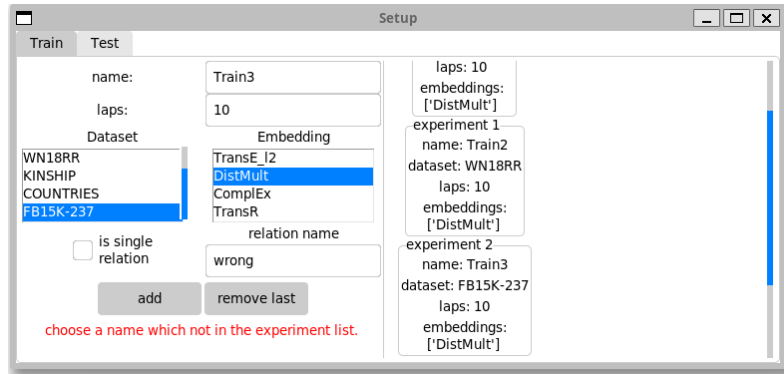 Setup
Train Test
name: Train3
laps: 10
Dataset Embedding
WN18RR
KINSHIP
COUNTRIES
FB15K-237
TransE_l2
DistMult
ComplEx
TransR
is single
relation
relation name
wrong
add remove last
choose a name which not in the experiment list.
laps: 10
embeddings:
['DistMult']
experiment 1
name: Train2
dataset: WN18RR
laps: 10
embeddings:
['DistMult']
experiment 2
name: Train3
dataset: FB15K-237
laps: 10
embeddings:
['DistMult']